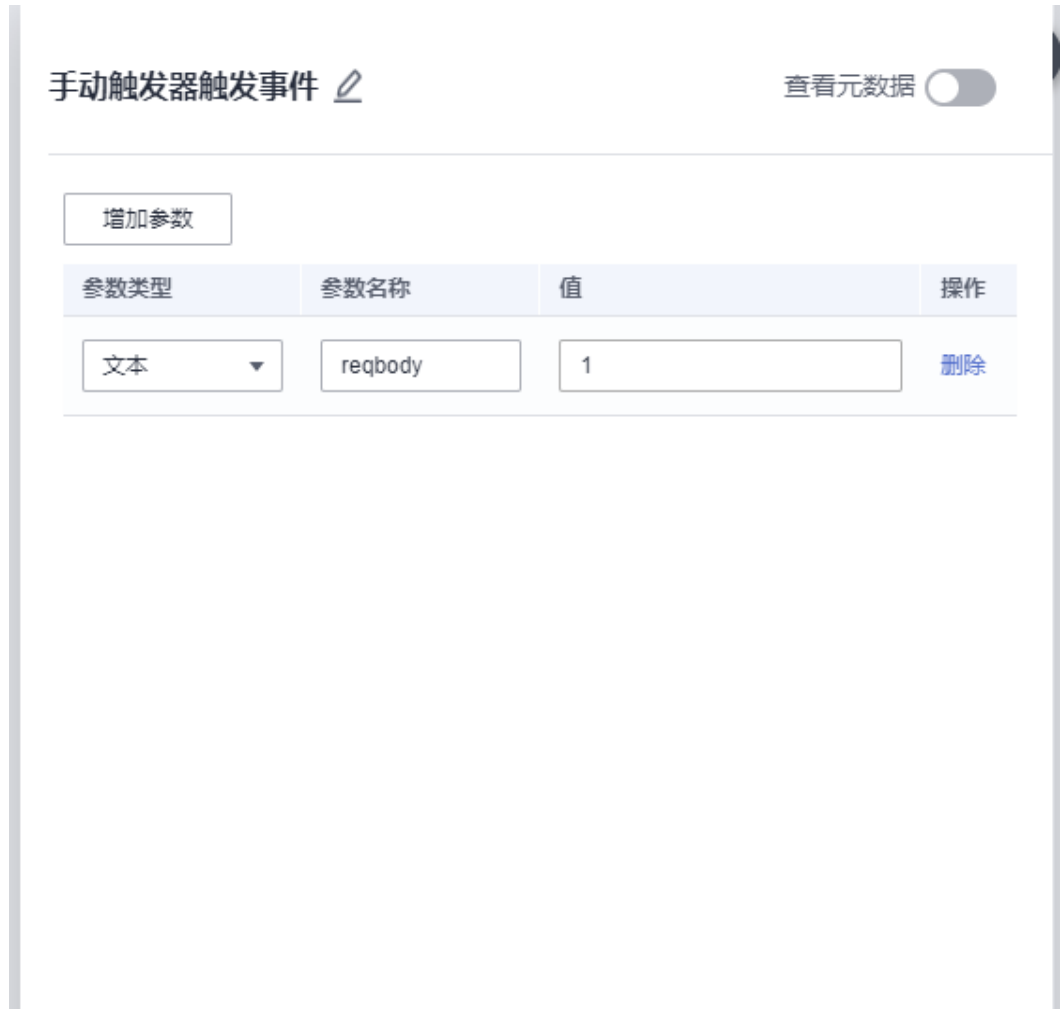 手动触发器触发事件 查看元数据
增加参数
参数类型 参数名称 值 操作
文本 reqbody 1 删除